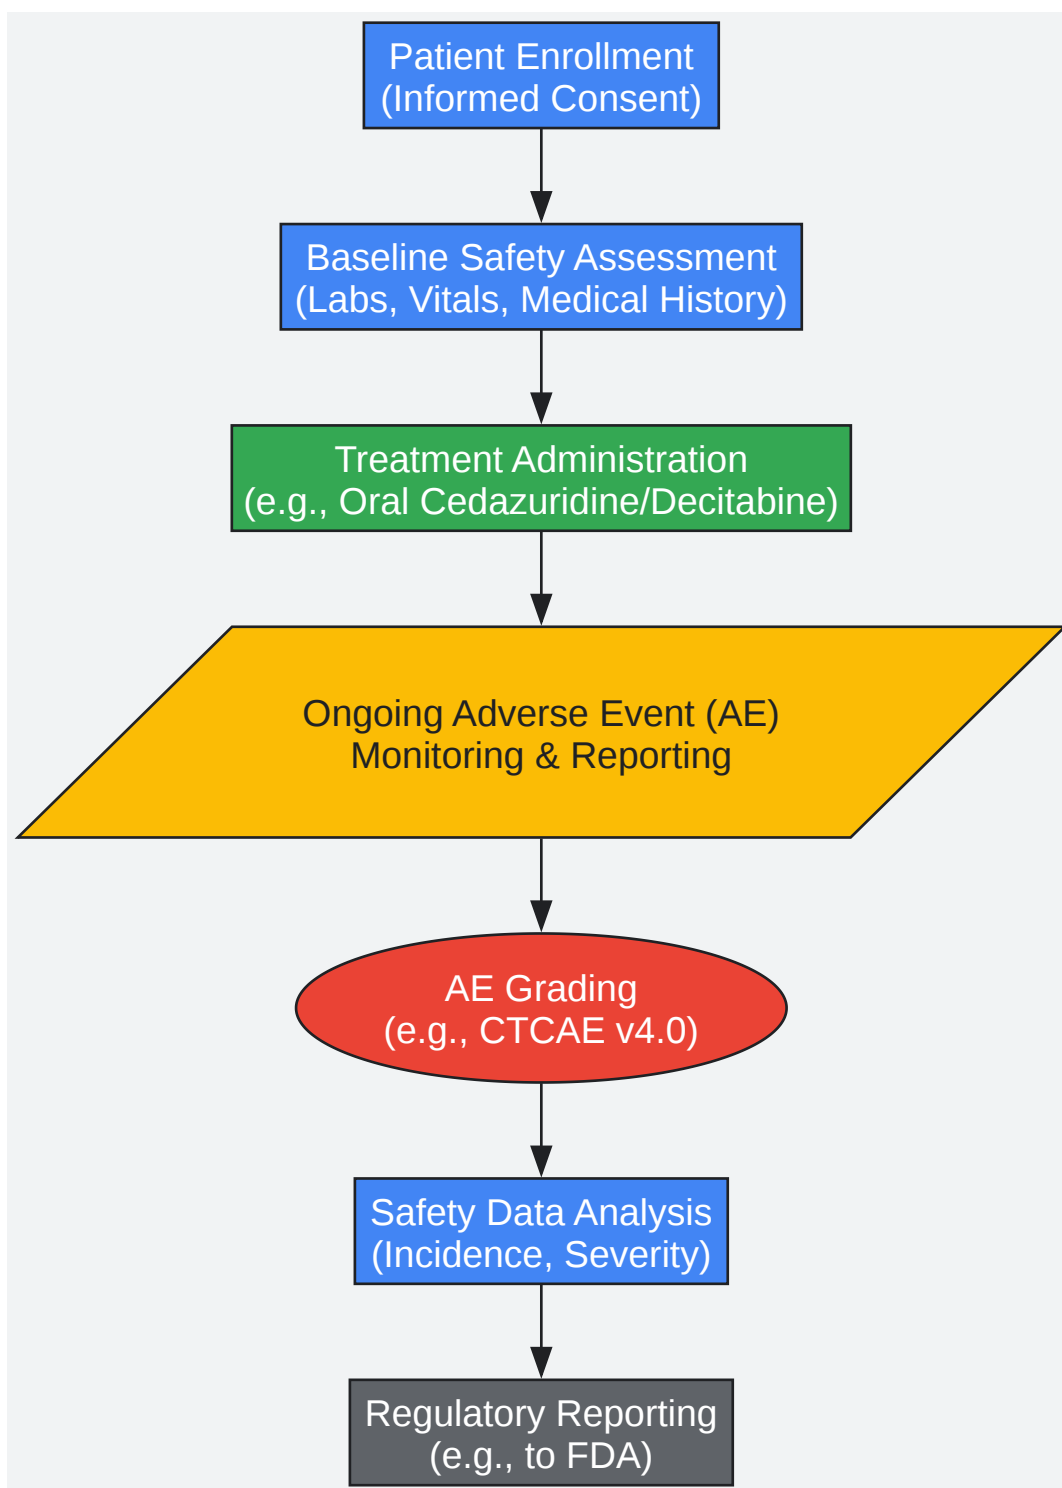 Patient Enrollment
(Informed Consent)
Baseline Safety Assessment
(Labs, Vitals, Medical History)
Treatment Administration
(e.g., Oral Cedazuridine/Decitabine)
Ongoing Adverse Event (AE)
Monitoring & Reporting
AE Grading
(e.g., CTCAE v4.0)
Safety Data Analysis
(Incidence, Severity)
Regulatory Reporting
(e.g., to FDA)